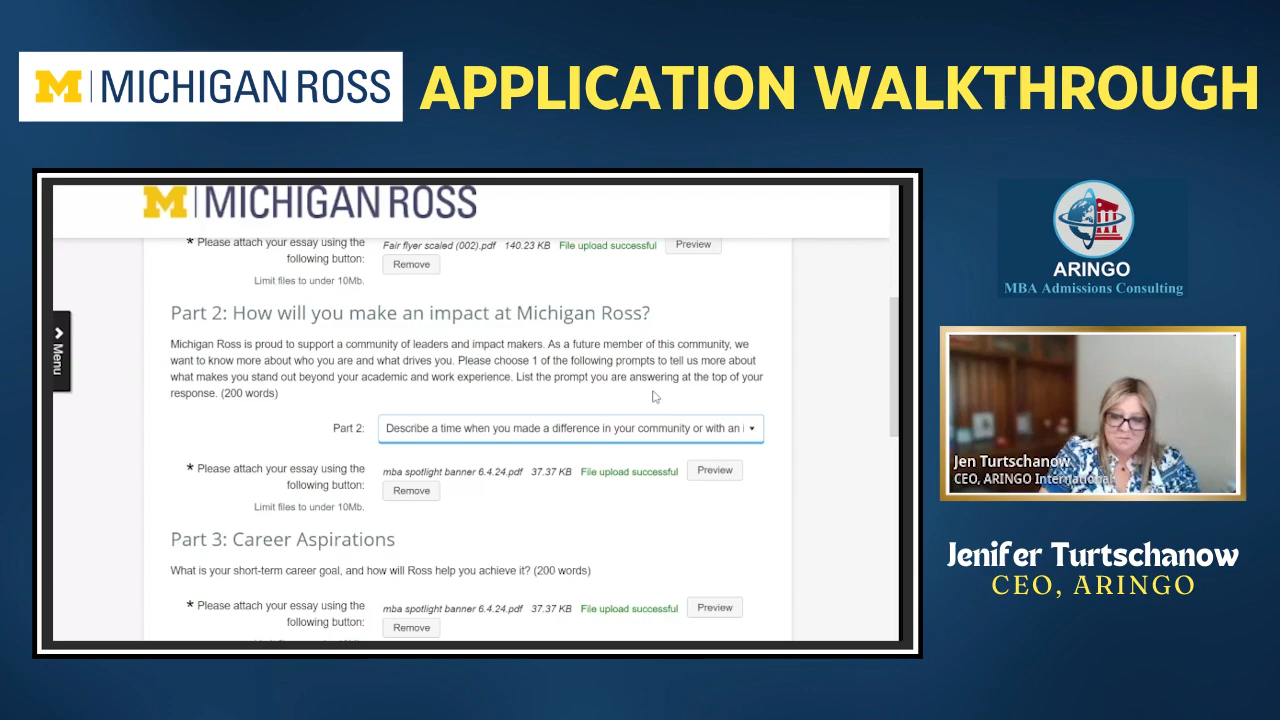 M | MICHIGAN ROSS APPLICATION WALKTHROUGH
M | MICHIGAN ROSS
* Please attach your essay using the
following button:
Fair flyer scaled (002).pdf 140.23 KB File upload successful Preview
Remove
Limit files to under 10Mb.
Part 2: How will you make an impact at Michigan Ross?
Michigan Ross is proud to support a community of leaders and impact makers. As a future member of this community, we
want to know more about who you are and what drives you. Please choose 1 of the following prompts to tell us more about
what makes you stand out beyond your academic and work experience. List the prompt you are answering at the top of your
response. (200 words)
Part 2: Describe a time when you made a difference in your community or with an
* Please attach your essay using the
following button:
mba spotlight banner 6.4.24.pdf 37.37 KB File upload successful Preview
Remove
Limit files to under 10Mb.
Part 3: Career Aspirations
What is your short-term career goal, and how will Ross help you achieve it? (200 words)
* Please attach your essay using the
following button:
mba spotlight banner 6.4.24.pdf 37.37 KB File upload successful Preview
Remove
Menu
ARINGO
MBA Admissions Consulting
Jen Turtschanow
CEO, ARINGO International
Jenifer Turtschanow
CEO, ARINGO